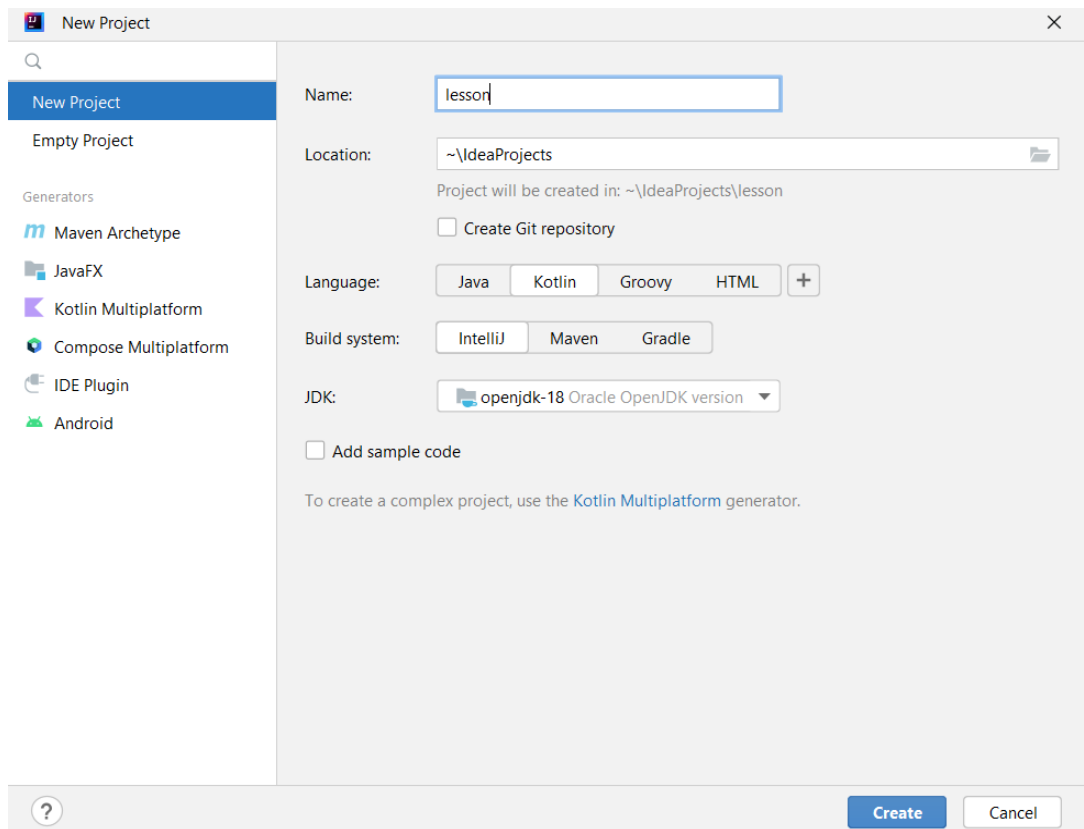 New Project
New Project
Empty Project
Generators
Maven Archetype
JavaFX
Kotlin Multiplatform
Compose Multiplatform
IDE Plugin
Android
Name: lesson
Location: ~\IdeaProjects
Project will be created in: ~\IdeaProjects\lesson
Create Git repository
Language: Java Kotlin Groovy HTML +
Build system: IntelliJ Maven Gradle
JDK: openjdk-18 Oracle OpenJDK version
Add sample code
To create a complex project, use the Kotlin Multiplatform generator.
? Create Cancel